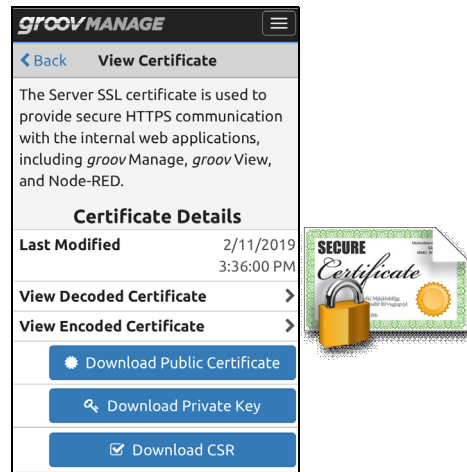 groov MANAGE
Back View Certificate
The Server SSL certificate is used to
provide secure HTTPS communication
with the internal web applications,
including groov Manage, groov View,
and Node-RED.
Certificate Details
Last Modified 2/11/2019
3:36:00 PM
View Decoded Certificate
View Encoded Certificate
Download Public Certificate
Download Private Key
Download CSR
SECURE
Certificate